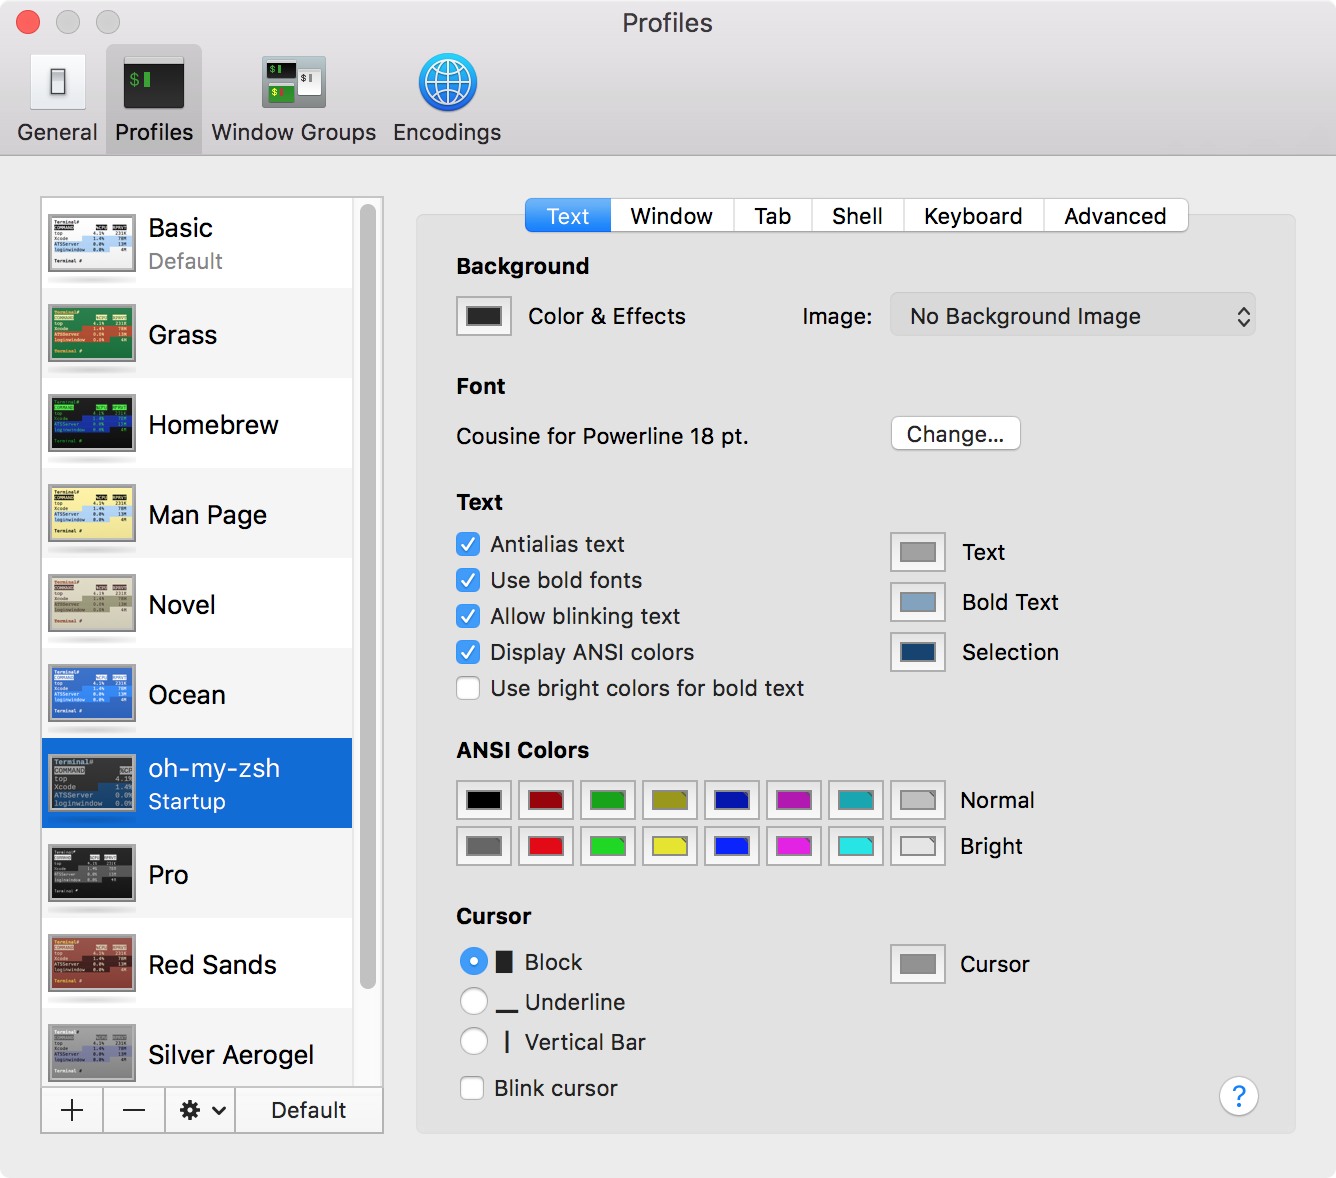 Profiles
General
Profiles
Window Groups
Encodings
Basic
Default
Grass
Homebrew
Man Page
Novel
Ocean
oh-my-zsh
Startup
Pro
Red Sands
Silver Aerogel
Default
Text Window Tab Shell Keyboard Advanced
Background
Color & Effects
Image: No Background Image
Font
Cousine for Powerline 18 pt.
Change...
Text
Antialias text
Use bold fonts
Allow blinking text
Display ANSI colors
Use bright colors for bold text
Text
Bold Text
Selection
ANSI Colors
Normal
Bright
Cursor
Block
Underline
Vertical Bar
Blink cursor
Cursor
?